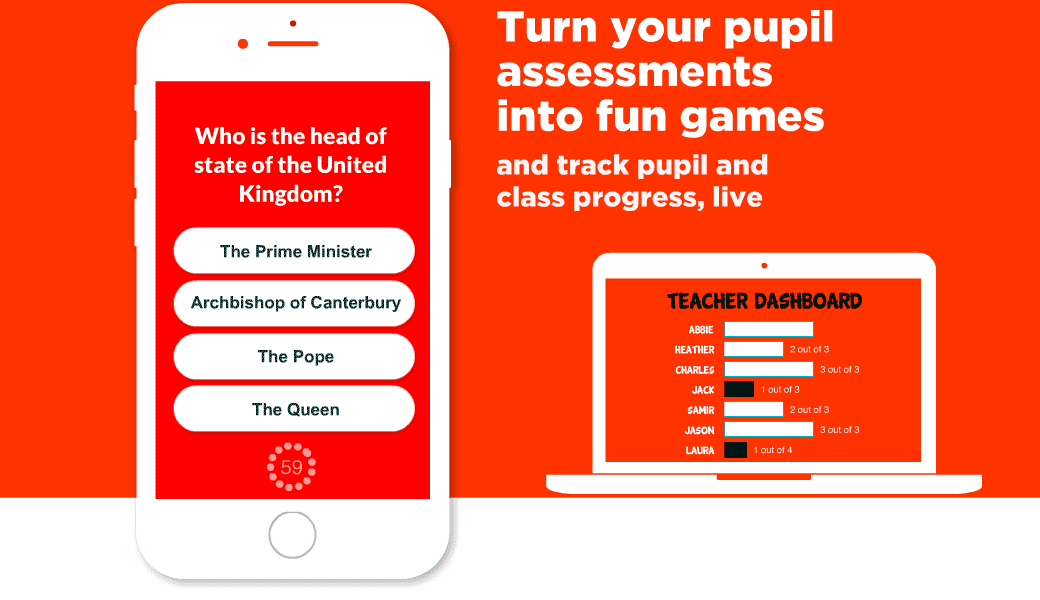 Who is the head of
state of the United
Kingdom?
The Prime Minister
Archbishop of Canterbury
The Pope
The Queen
59
Turn your pupil
assessments
into fun games
and track pupil and
class progress, live
TEACHER DASHBOARD
ABBIE
HEATHER 2 out of 3
CHARLES 3 out of 3
JACK 1 out of 3
SAMIR 2 out of 3
JASON 3 out of 3
LAURA 1 out of 4